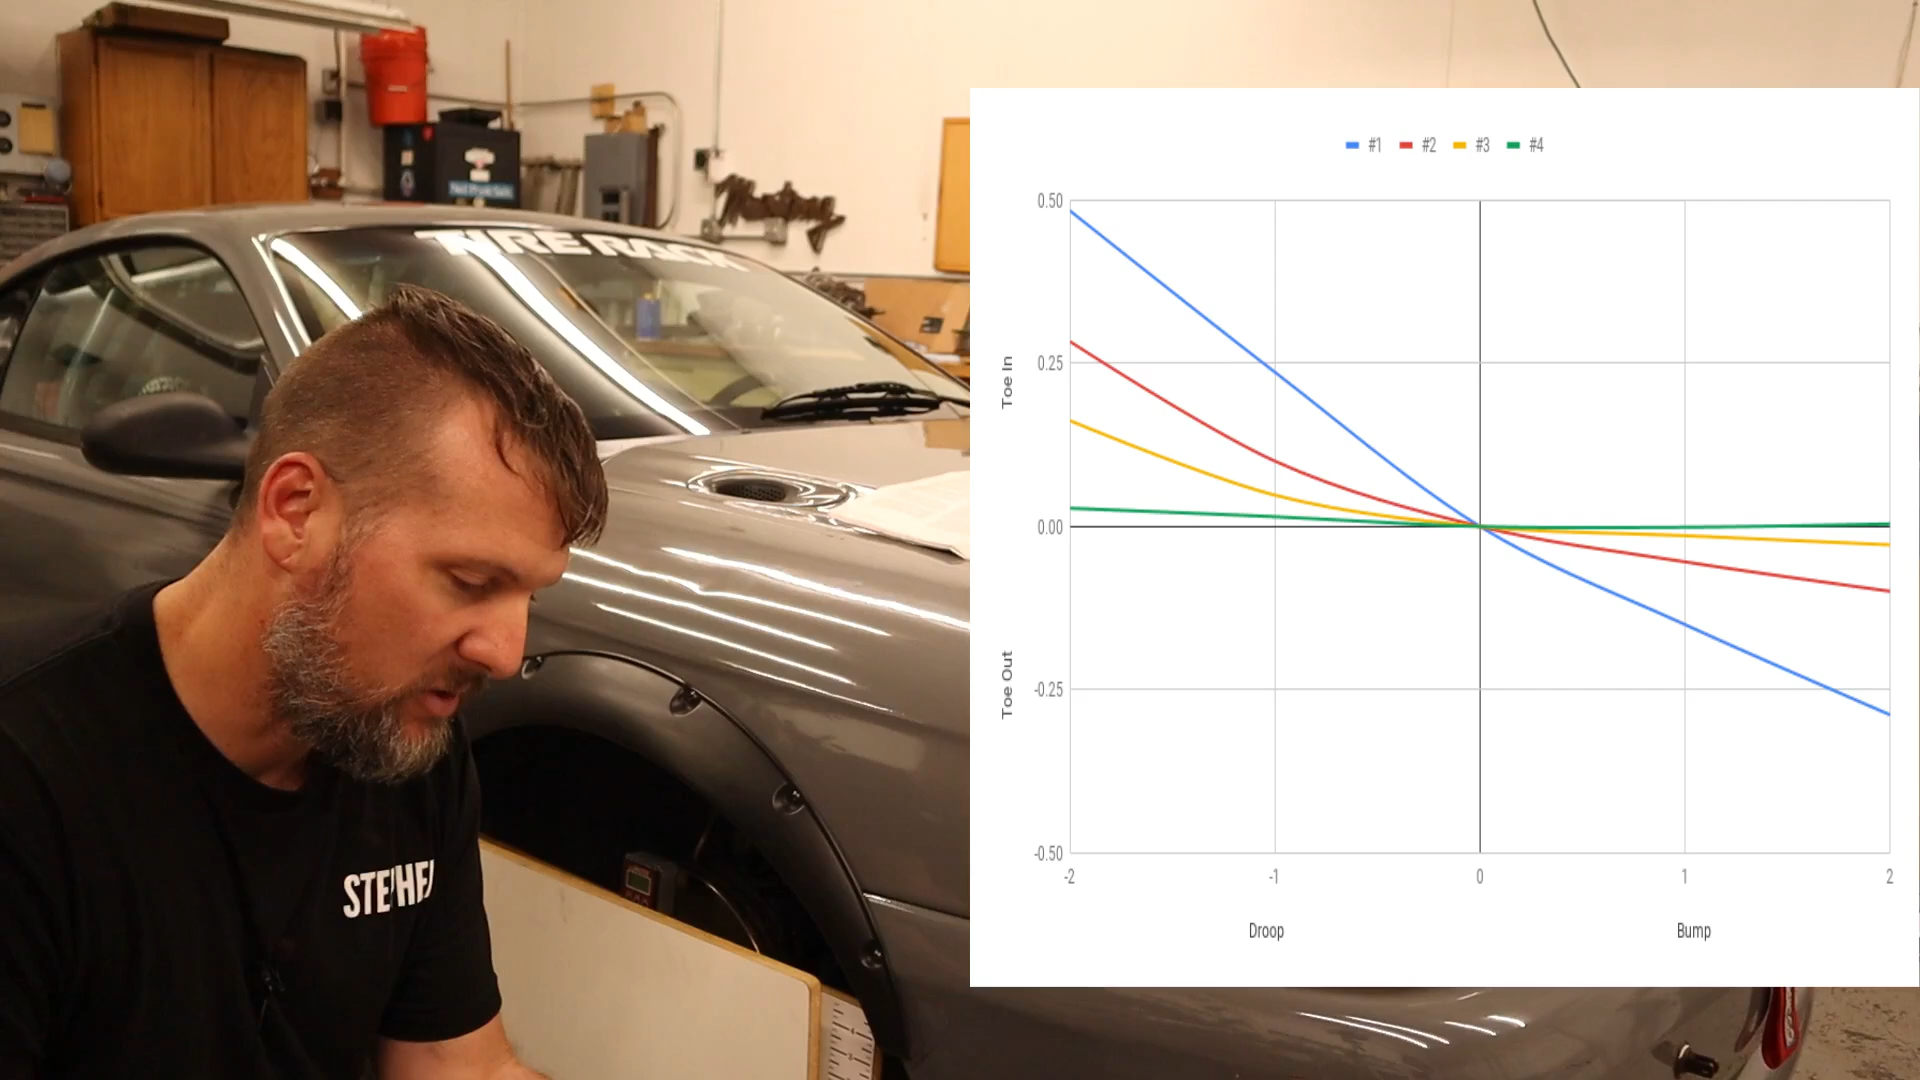 TIRE RACK
STEPHEN
#1 #2 #3 #4
0.50
0.25
0.00
-0.25
-0.50
Toe In
Toe Out
-2 -1 0 1 2
Droop Bump